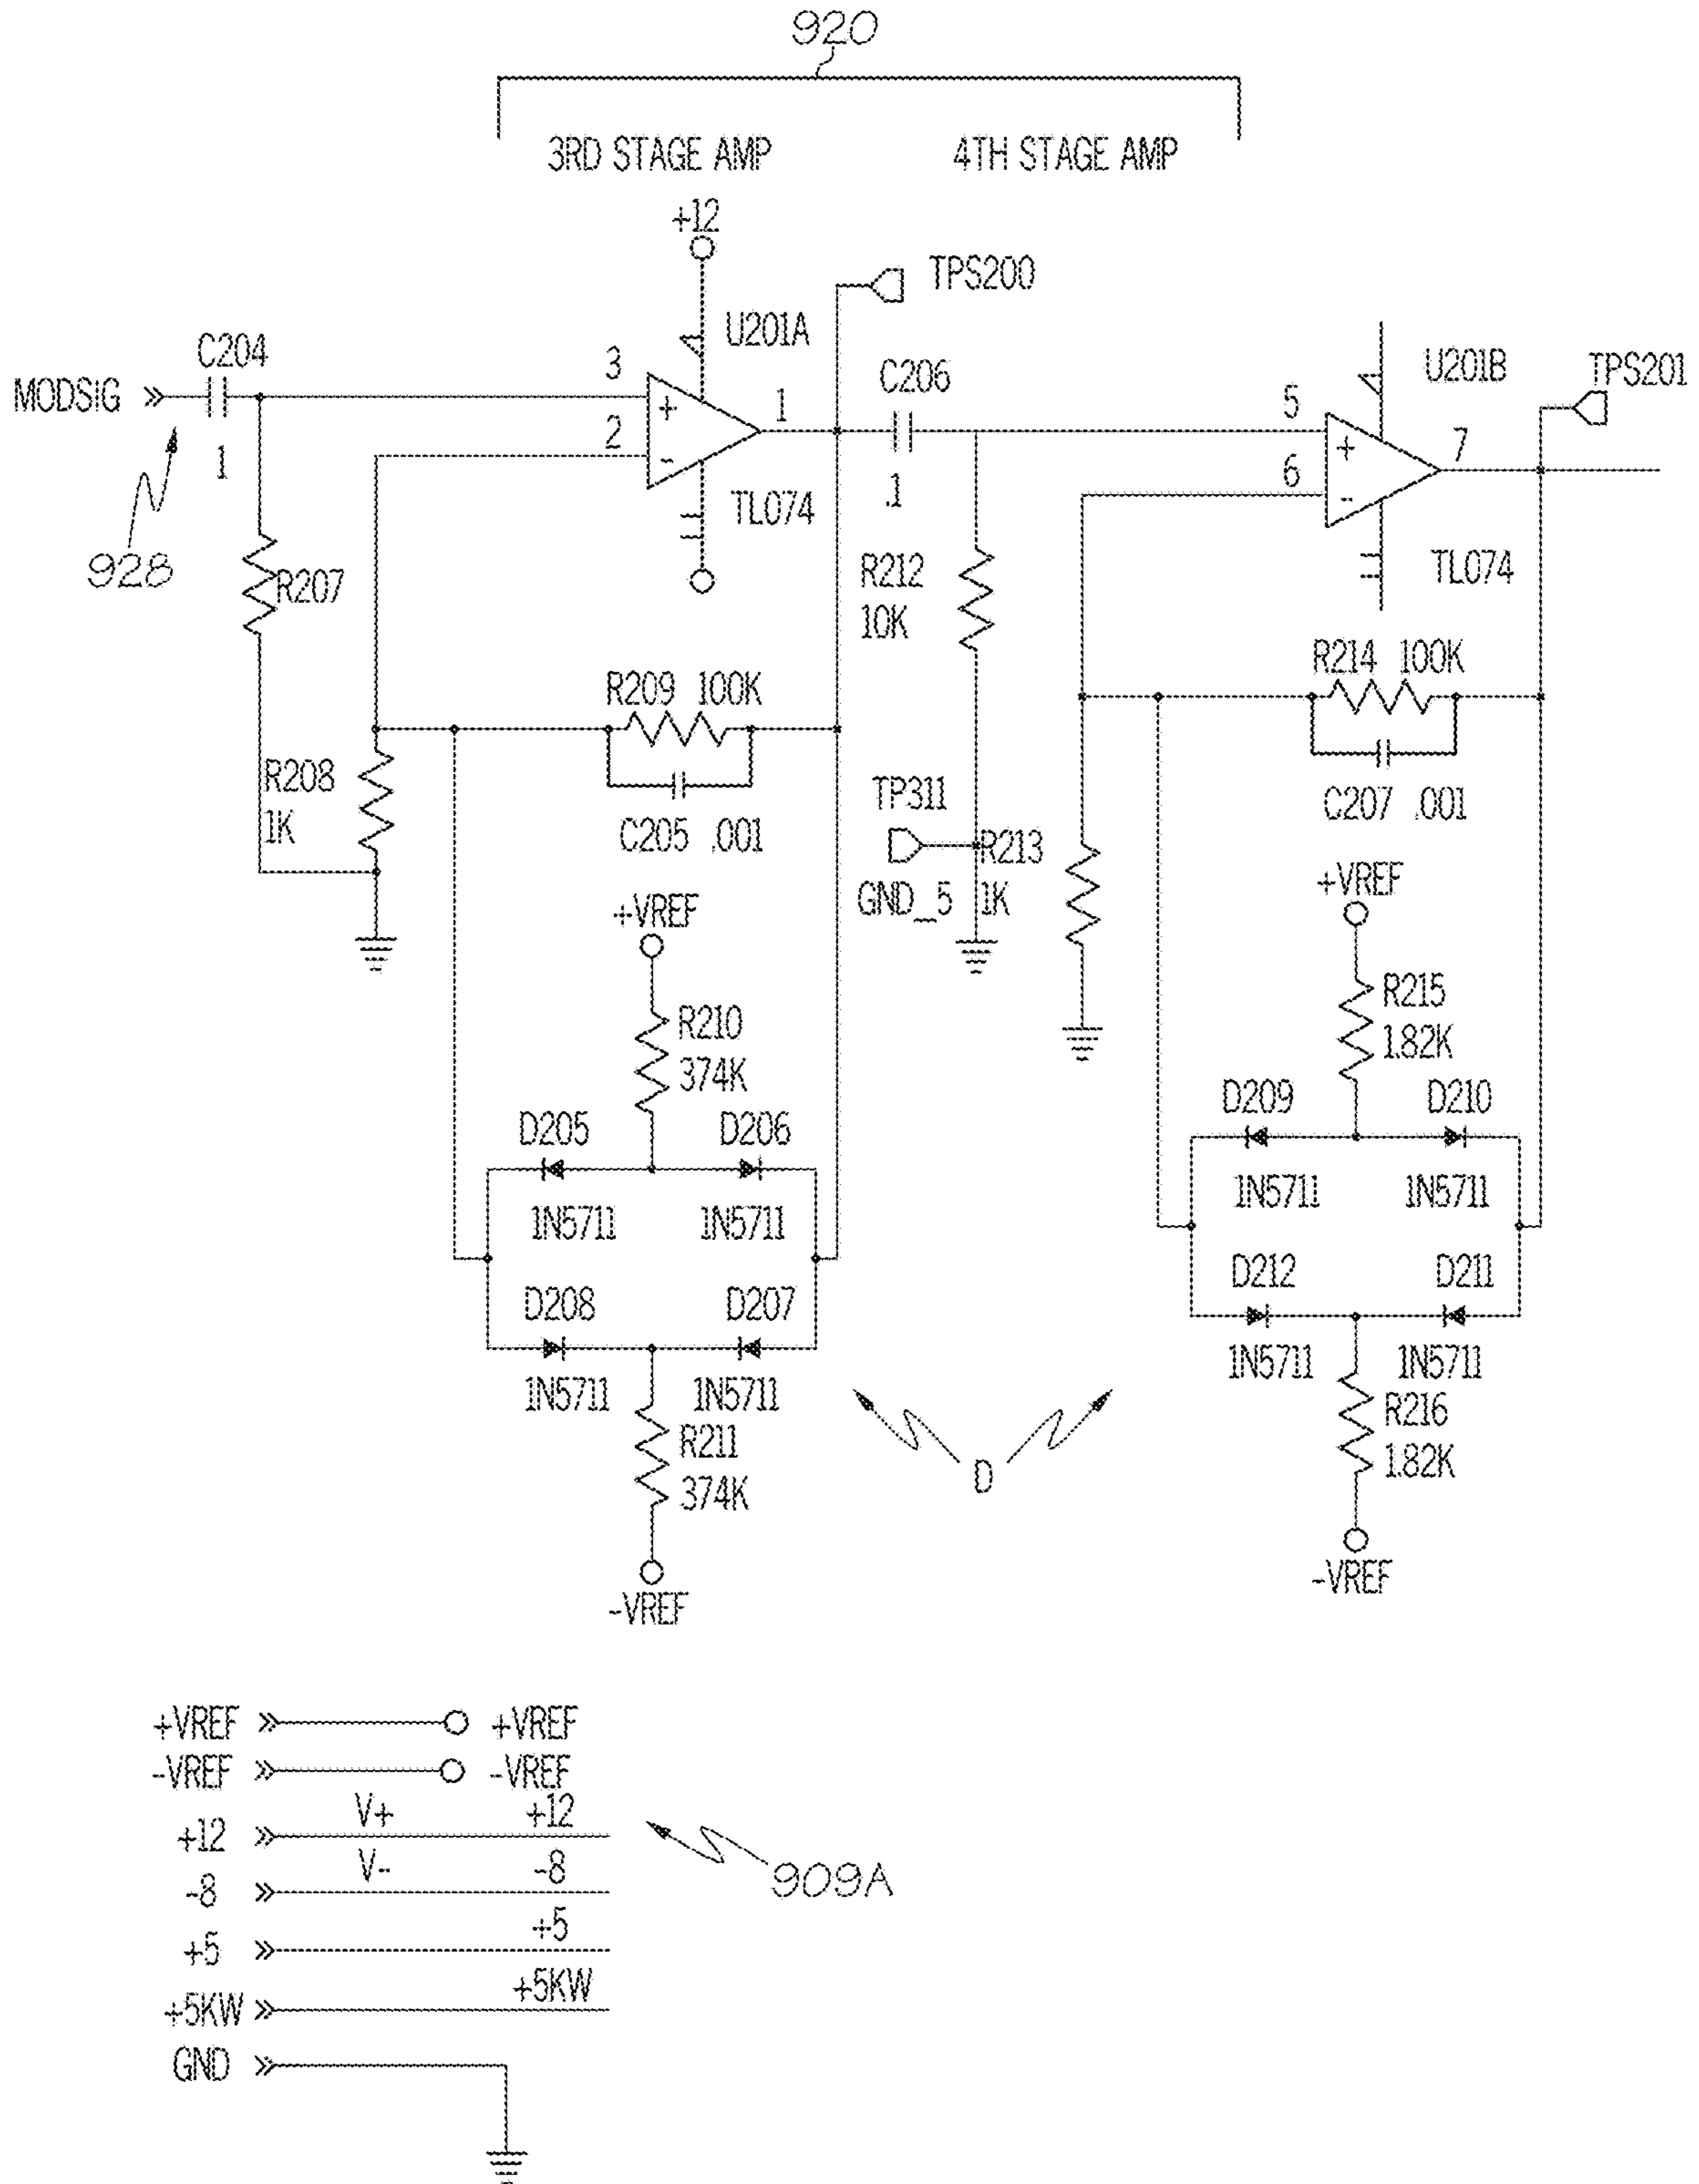 920
3RD STAGE AMP
4TH STAGE AMP
+12
TPS200
U201A
C204
MODSIG
3
2
+
-
1
1
C206
.1
TL074
928
R207
5
6
+
-
7
U201B
TPS201
TL074
R212
10K
R209 100K
C205 .001
R208
1K
TP311
GND_5
R213
1K
R214 100K
C207 .001
+VREF
R210
374K
D205
D206
1N5711
1N5711
D208
D207
1N5711
1N5711
R211
374K
-VREF
+VREF
R215
1.82K
D209
D210
1N5711
1N5711
D212
D211
1N5711
1N5711
R216
1.82K
-VREF
D
+VREF
+VREF
-VREF
-VREF
+12
V+
+12
-8
V-
-8
+5
+5
+5KW
+5KW
GND
909A